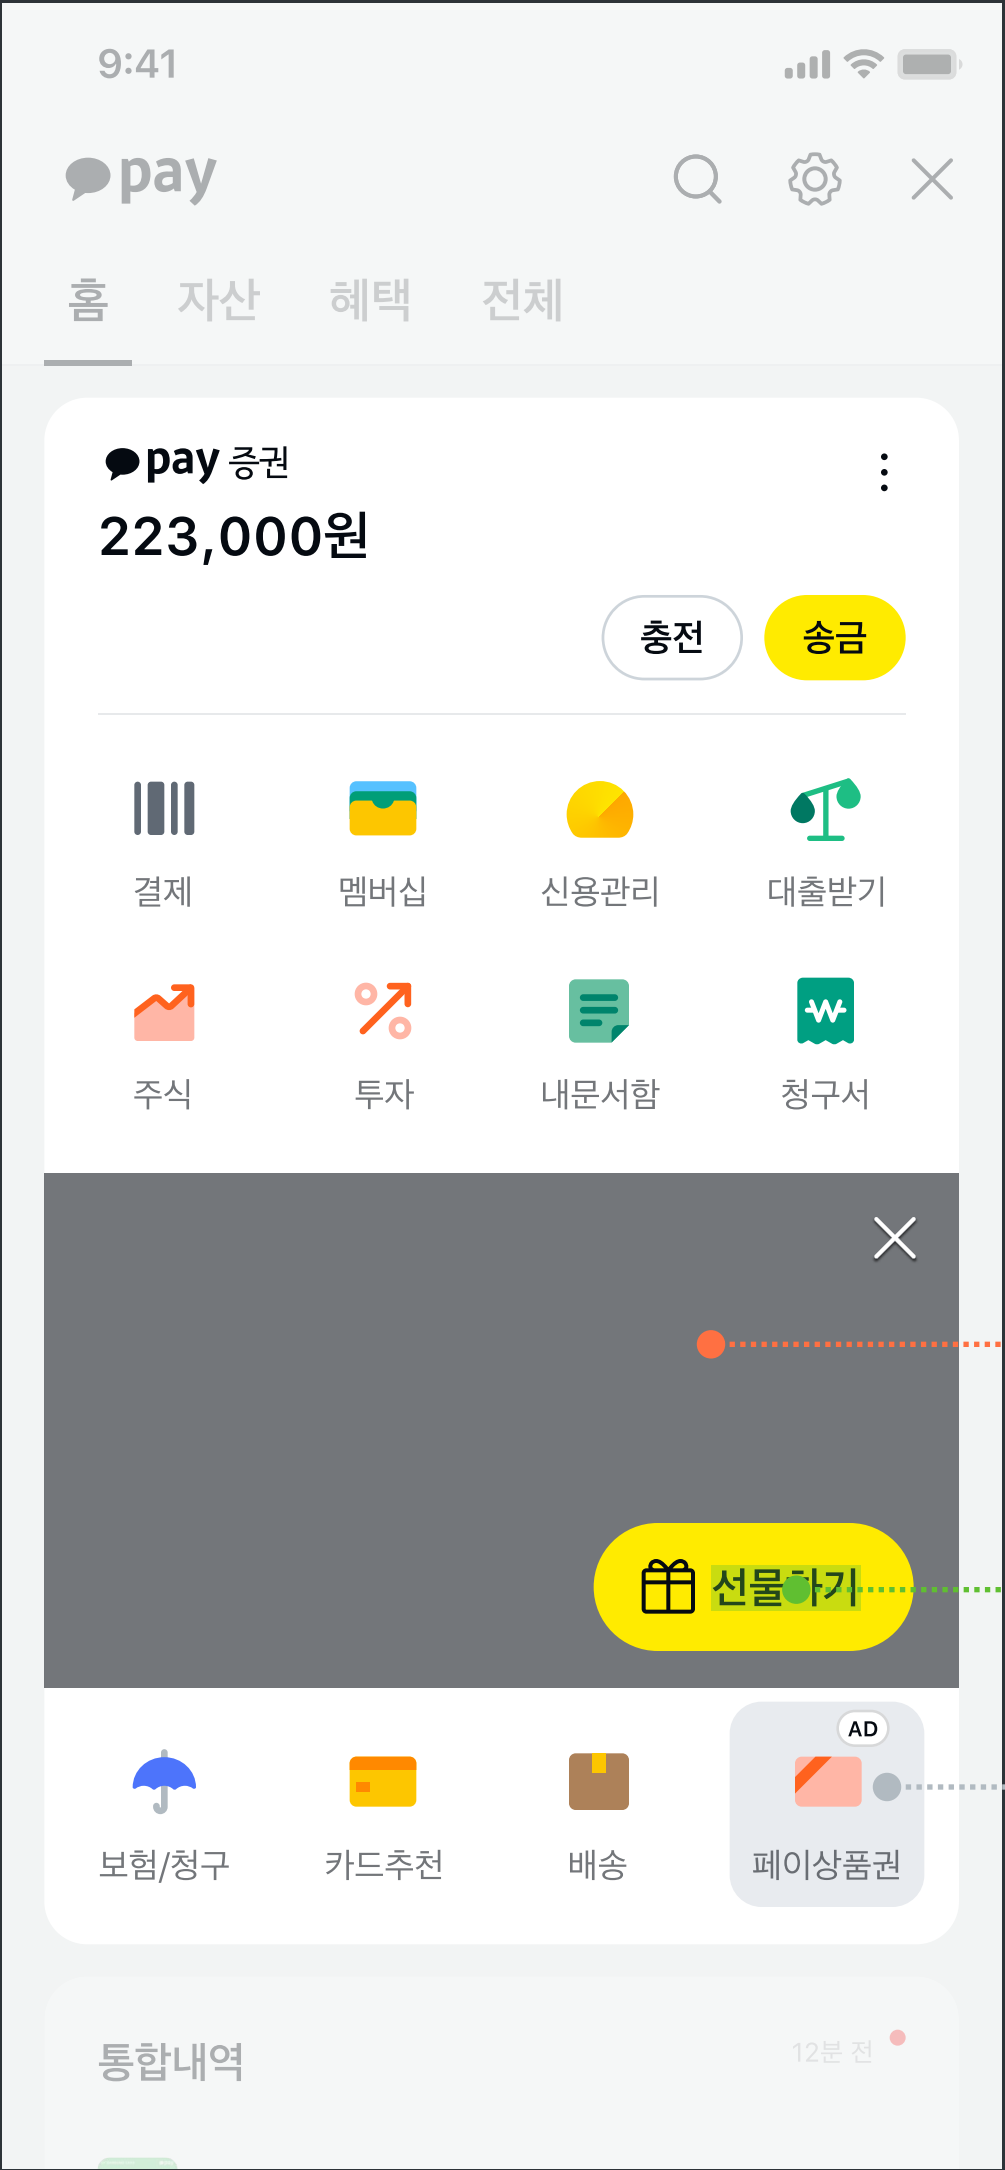 9:41
pay
홈 자산 혜택 전체
pay 증권
223,000원
충전 송금
결제 멤버십 신용관리 대출받기
주식 투자 내문서함 청구서
선물하기
AD
보험/청구 카드추천 배송 페이상품권
통합내역 12분 전